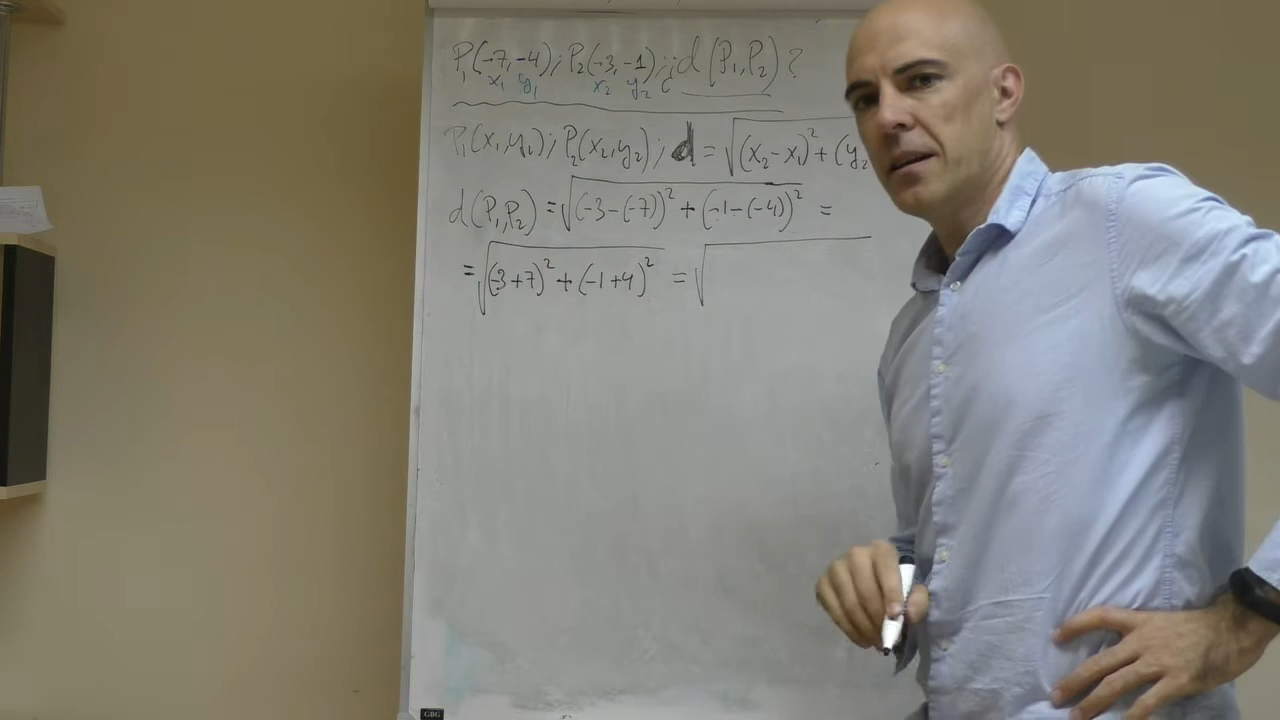 P₁(-7,-4); P₂(-3,-1); ¿d(P₁,P₂)?
x₁ y₁ x₂ y₂
P₁(x₁,y₁); P₂(x₂,y₂); d = √(x₂-x₁)² + (y₂
d(P₁,P₂) = √(-3-(-7))² + (-1-(-4))² =
= √(-3+7)² + (-1+4)² = √
GBG